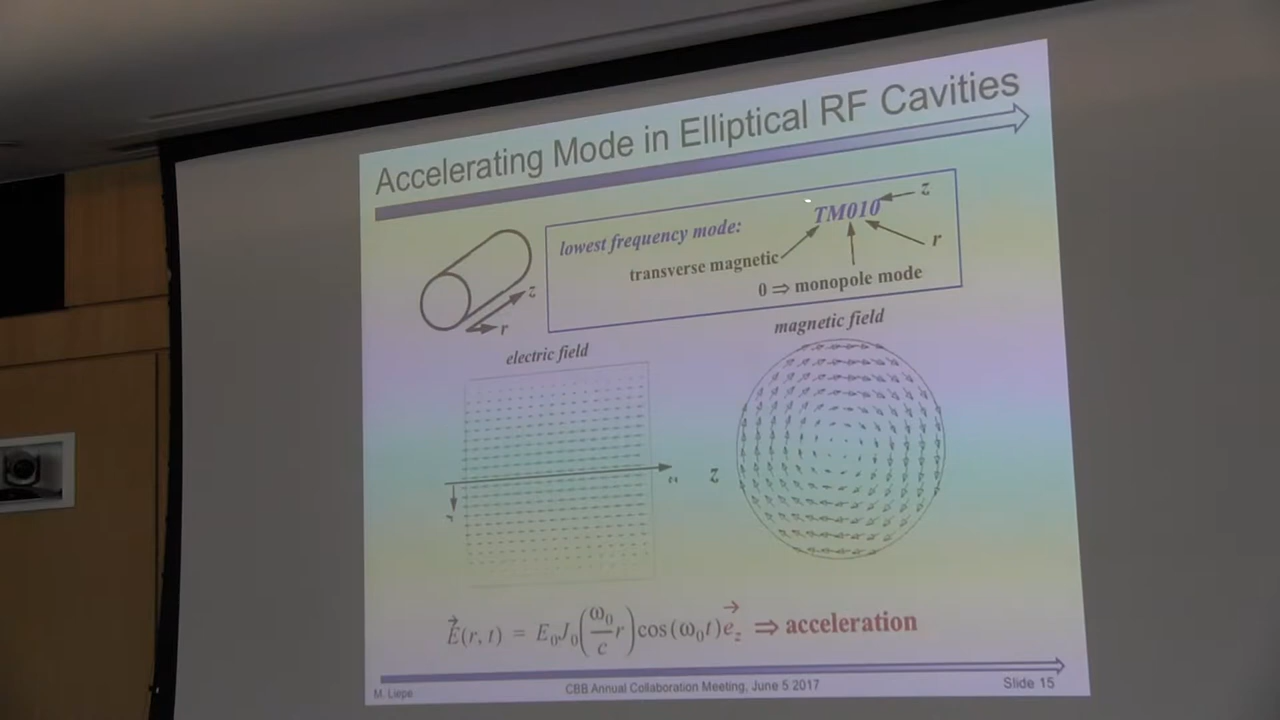 Accelerating Mode in Elliptical RF Cavities
lowest frequency mode:
TM010
z
transverse magnetic
r
0 ⇒ monopole mode
z
r
electric field
magnetic field
z
z
r
E⃗(r, t) = E₀J₀(ω₀/c r)cos(ω₀t)e⃗_z ⇒ acceleration
M. Liepe
CBB Annual Collaboration Meeting, June 5 2017
Slide 15